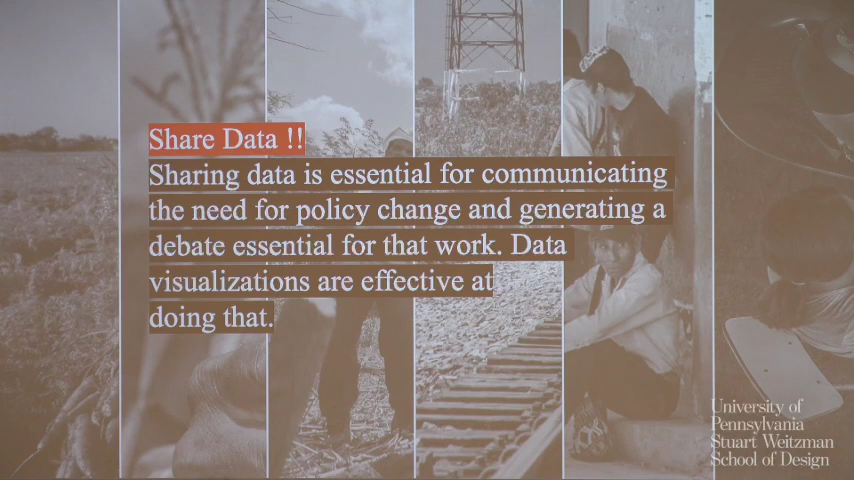 Share Data !!
Sharing data is essential for communicating
the need for policy change and generating a
debate essential for that work. Data
visualizations are effective at
doing that.
University of
Pennsylvania
Stuart Weitzman
School of Design